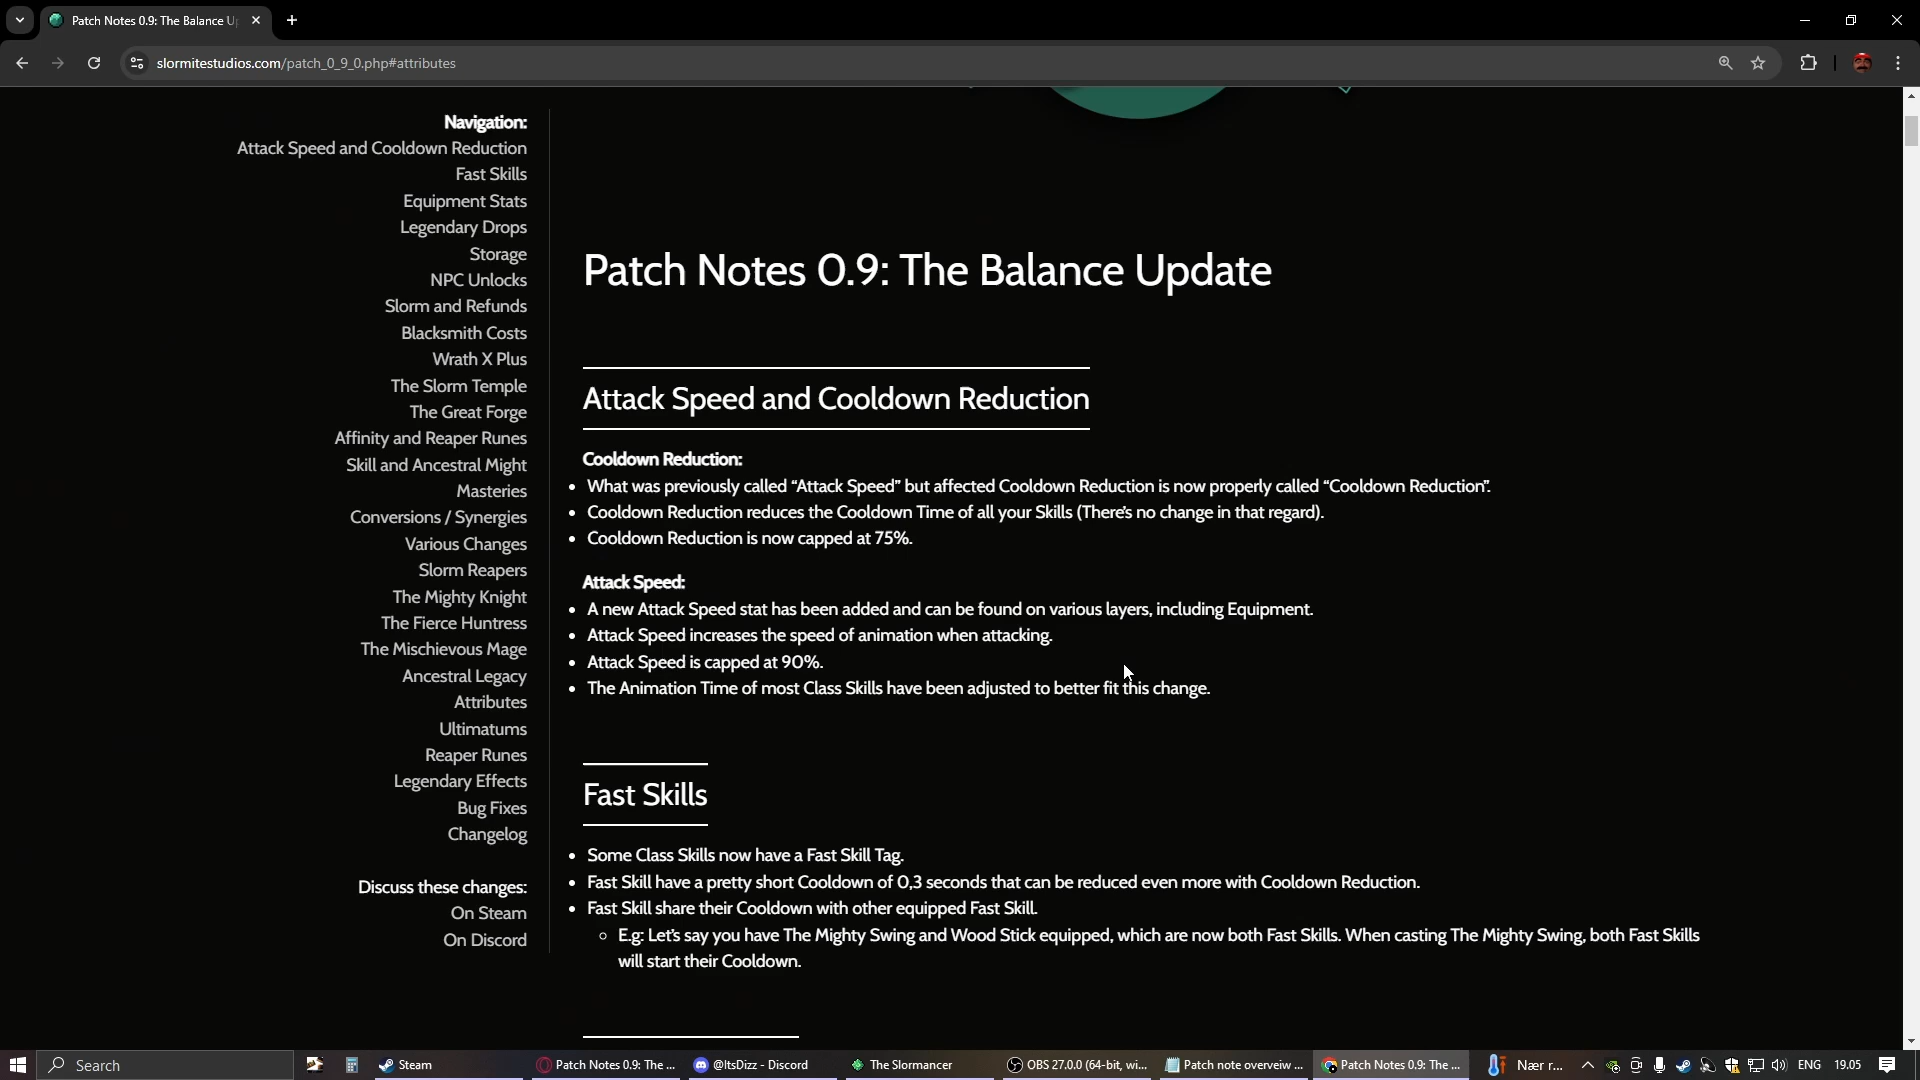 Patch Notes 0.9: The Balance U
slormitestudios.com/patch_0_9_0.php#attributes
Navigation:
Attack Speed and Cooldown Reduction
Fast Skills
Equipment Stats
Legendary Drops
Storage
NPC Unlocks
Slorm and Refunds
Blacksmith Costs
Wrath X Plus
The Slorm Temple
The Great Forge
Affinity and Reaper Runes
Skill and Ancestral Might
Masteries
Conversions / Synergies
Various Changes
Slorm Reapers
The Mighty Knight
The Fierce Huntress
The Mischievous Mage
Ancestral Legacy
Attributes
Ultimatums
Reaper Runes
Legendary Effects
Bug Fixes
Changelog
Discuss these changes:
On Steam
On Discord
Patch Notes 0.9: The Balance Update
Attack Speed and Cooldown Reduction
Cooldown Reduction:
• What was previously called “Attack Speed” but affected Cooldown Reduction is now properly called “Cooldown Reduction”.
• Cooldown Reduction reduces the Cooldown Time of all your Skills (There's no change in that regard).
• Cooldown Reduction is now capped at 75%.
Attack Speed:
• A new Attack Speed stat has been added and can be found on various layers, including Equipment.
• Attack Speed increases the speed of animation when attacking.
• Attack Speed is capped at 90%.
• The Animation Time of most Class Skills have been adjusted to better fit this change.
Fast Skills
• Some Class Skills now have a Fast Skill Tag.
• Fast Skill have a pretty short Cooldown of 0,3 seconds that can be reduced even more with Cooldown Reduction.
• Fast Skill share their Cooldown with other equipped Fast Skill.
E.g: Let's say you have The Mighty Swing and Wood Stick equipped, which are now both Fast Skills. When casting The Mighty Swing, both Fast Skills
will start their Cooldown.
Search
Steam
Patch Notes 0.9: The ...
@ItsDizz - Discord
The Slormancer
OBS 27.0.0 (64-bit, wi...
Patch note overveiw ...
Patch Notes 0.9: The ...
Nær r...
ENG
19.05